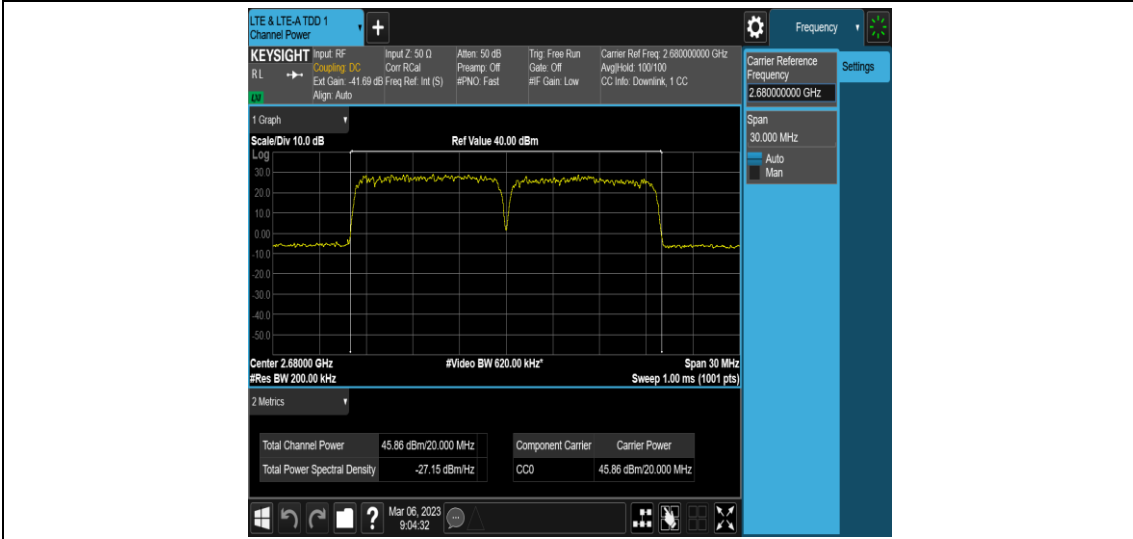 LTE & LTE-A TDD 1
Channel Power
+
Frequency
KEYSIGHT
R L
LXI
Input: RF
Coupling: DC
Ext Gain: -41.69 dB
Align: Auto
Input Z: 50 Ω
Corr RCal
Freq Ref: Int (S)
Atten: 50 dB
Preamp: Off
#PNO: Fast
Trig: Free Run
Gate: Off
#IF Gain: Low
Carrier Ref Freq: 2.680000000 GHz
Avg|Hold: 100/100
CC Info: Downlink, 1 CC
Carrier Reference
Frequency
2.680000000 GHz
Settings
Span
30.000 MHz
Auto
Man
1 Graph
Scale/Div 10.0 dB
Ref Value 40.00 dBm
Log
30.0
20.0
10.0
0.00
-10.0
-20.0
-30.0
-40.0
-50.0
Center 2.68000 GHz
#Video BW 620.00 kHz*
Span 30 MHz
#Res BW 200.00 kHz
Sweep 1.00 ms (1001 pts)
2 Metrics
Total Channel Power 45.86 dBm/20.000 MHz
Total Power Spectral Density -27.15 dBm/Hz
Component Carrier Carrier Power
CC0 45.86 dBm/20.000 MHz
?
Mar 06, 2023
9:04:32